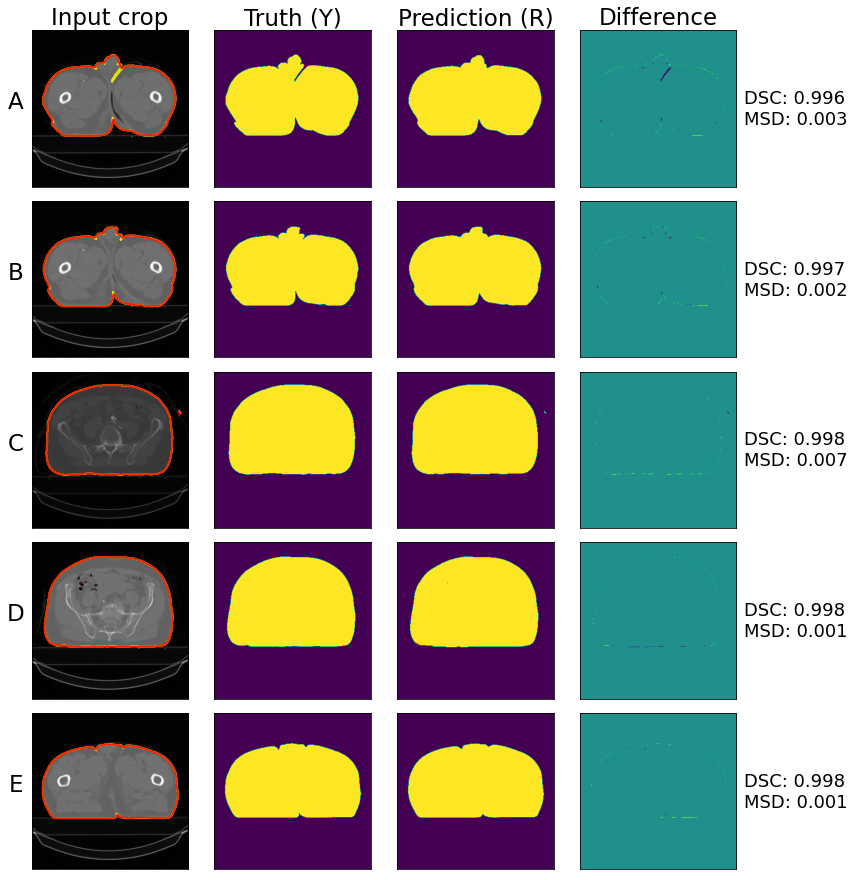 Input crop Truth (Y) Prediction (R) Difference
A
DSC: 0.996
MSD: 0.003
B
DSC: 0.997
MSD: 0.002
C
DSC: 0.998
MSD: 0.007
D
DSC: 0.998
MSD: 0.001
E
DSC: 0.998
MSD: 0.001